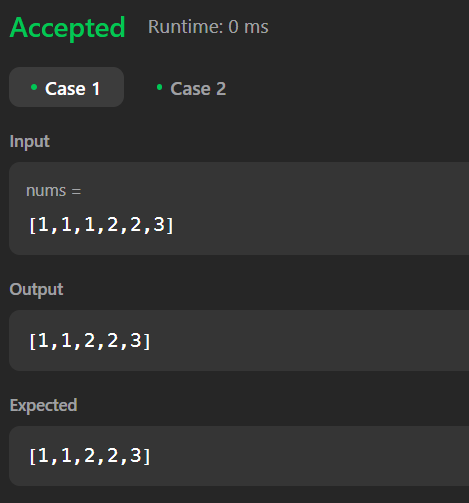 Accepted Runtime: 0 ms
• Case 1 • Case 2
Input
nums =
[1,1,1,2,2,3]
Output
[1,1,2,2,3]
Expected
[1,1,2,2,3]